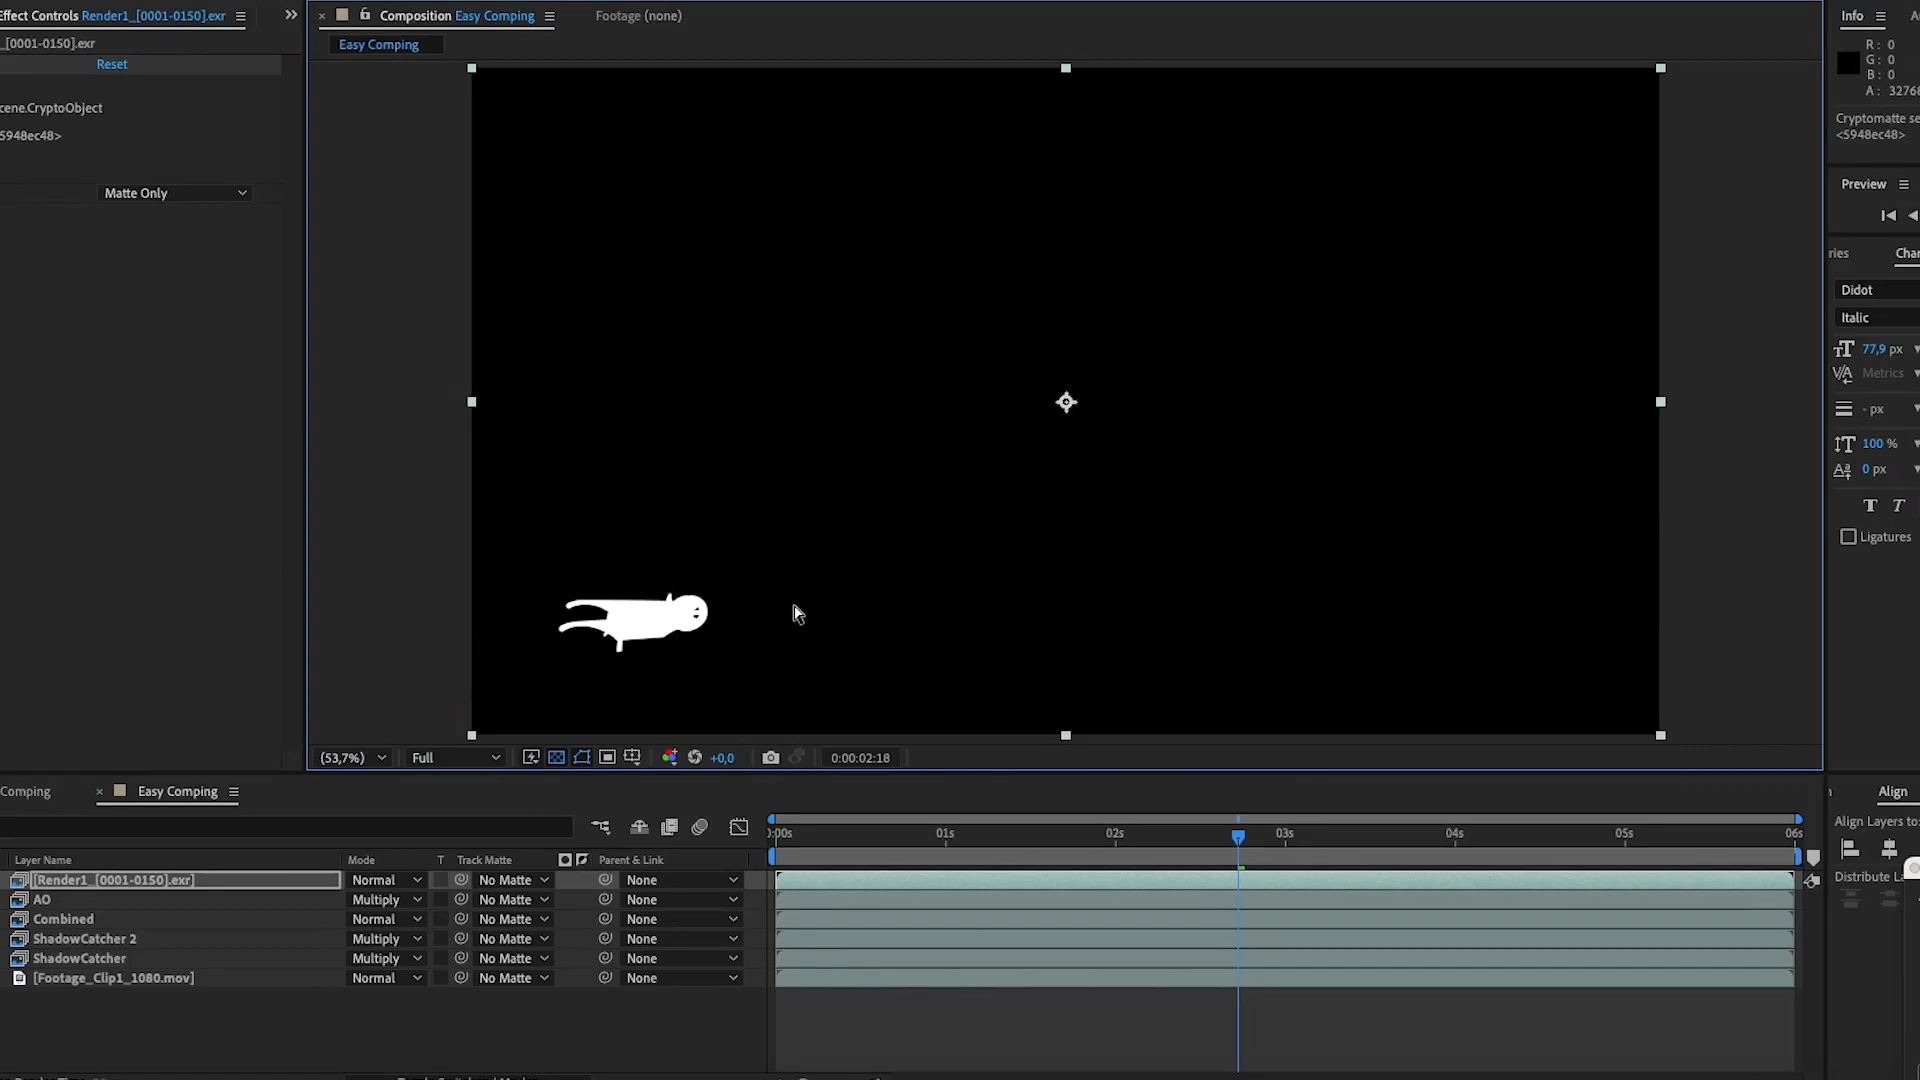 Effect Controls Render1_[0001-0150].exr
_[0001-0150].exr
Reset
cene.CryptoObject
5948ec48>
Matte Only
Composition Easy Comping
Footage (none)
Easy Comping
(53,7%)
Full
+0,0
0:00:02:18
Info
R: 0
G: 0
B: 0
A: 32768
Cryptomatte se
<5948ec48>
Preview
ries
Char
Didot
Italic
77,9 px
Metrics
- px
100 %
0 px
Ligatures
Comping
Easy Comping
Layer Name Mode T Track Matte Parent & Link
):00s 01s 02s 03s 04s 05s 06s
[Render1_[0001-0150].exr] Normal No Matte None
AO Multiply No Matte None
Combined Normal No Matte None
ShadowCatcher 2 Multiply No Matte None
ShadowCatcher Multiply No Matte None
[Footage_Clip1_1080.mov] Normal No Matte None
Align
Align Layers to:
Distribute La